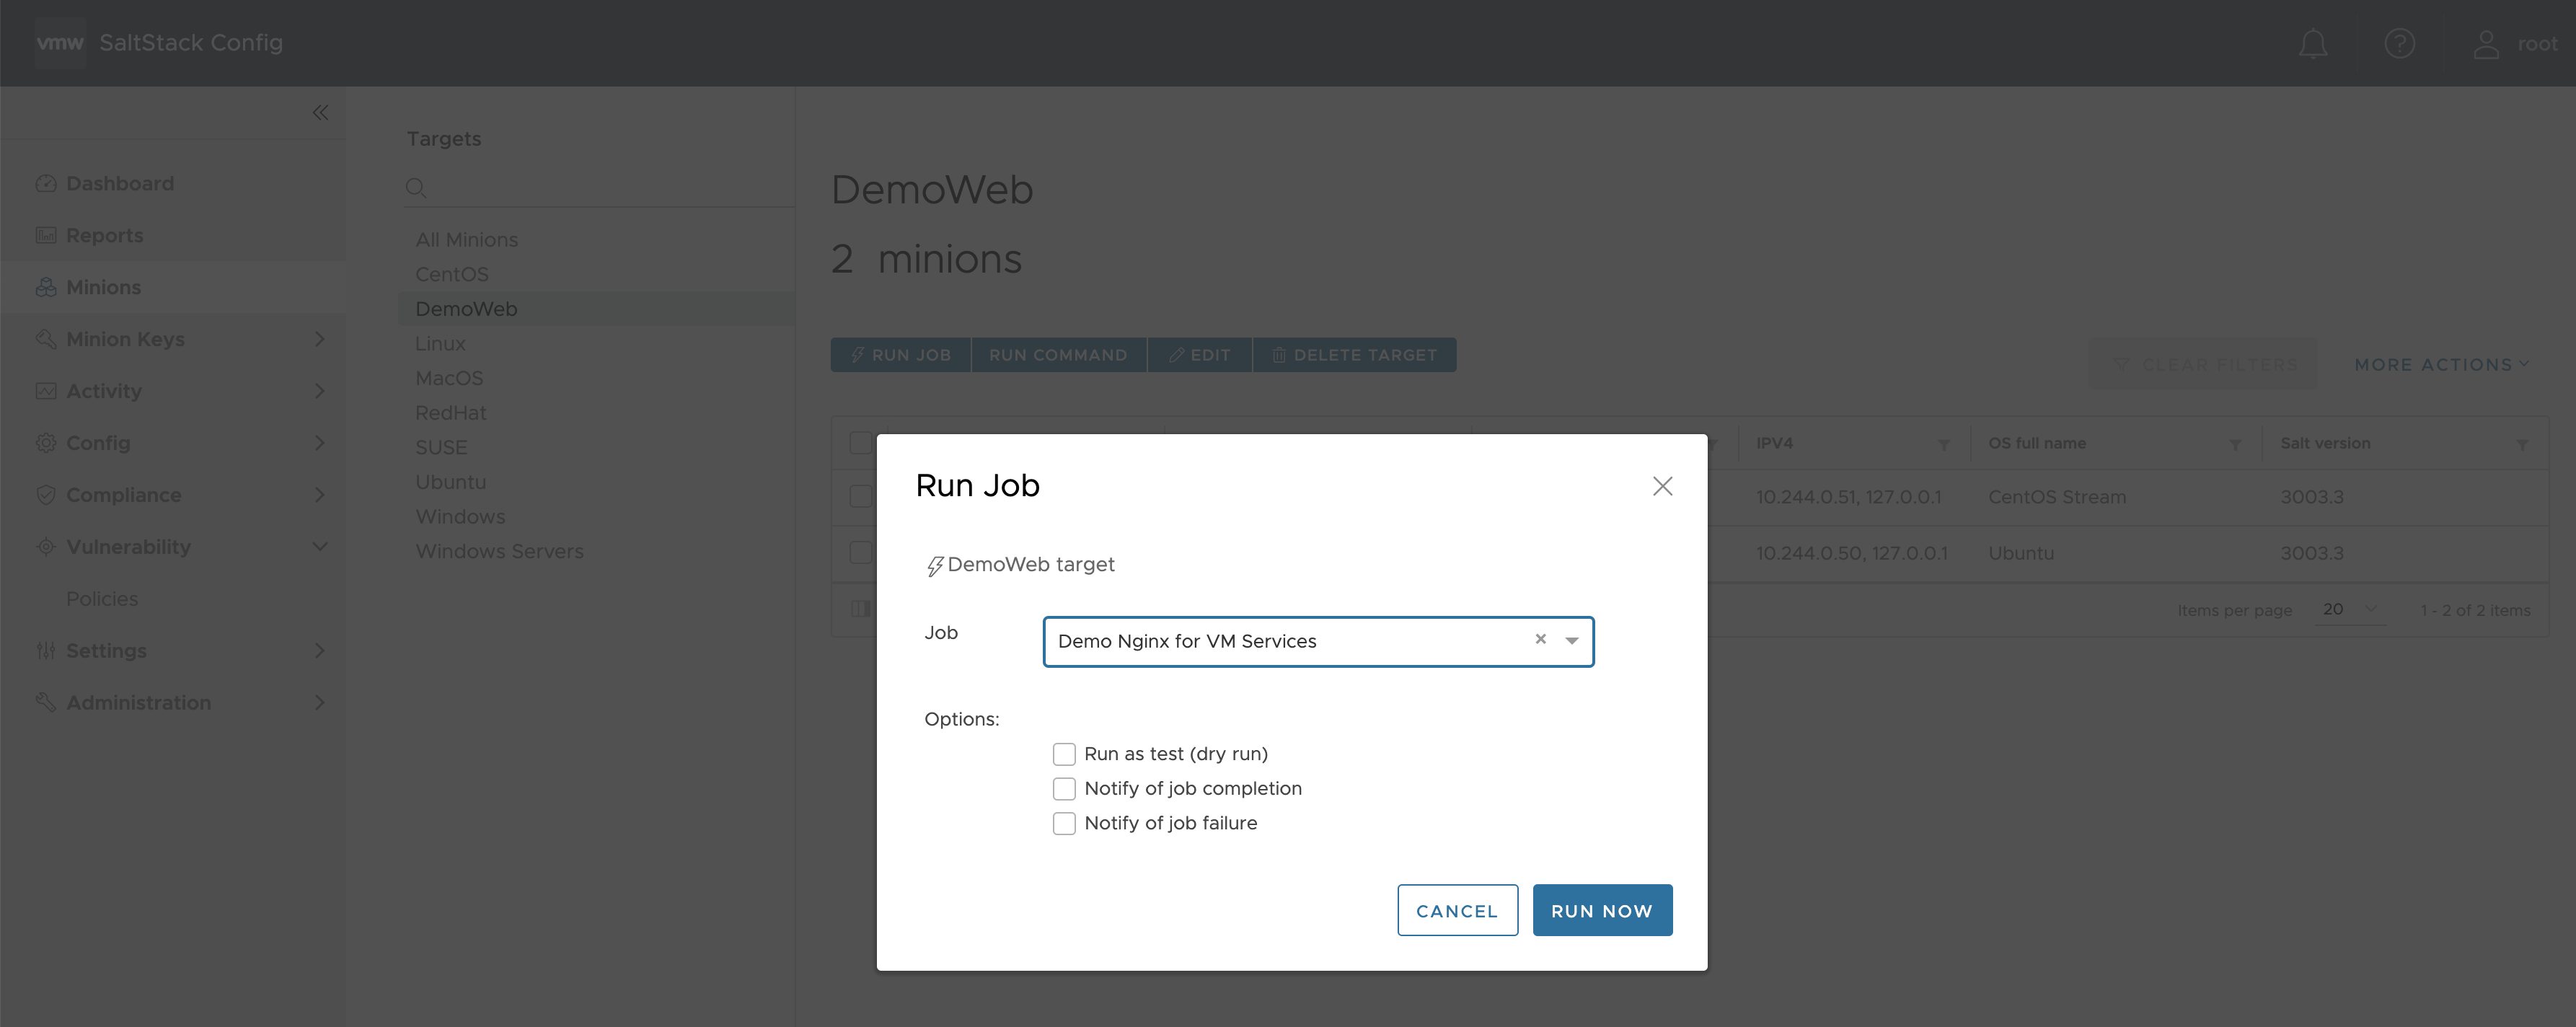 vmw SaltStack Config
root
Dashboard
Reports
Minions
Minion Keys
Activity
Config
Compliance
Vulnerability
Policies
Settings
Administration
Targets
All Minions
CentOS
DemoWeb
Linux
MacOS
RedHat
SUSE
Ubuntu
Windows
Windows Servers
DemoWeb
2 minions
RUN JOB RUN COMMAND EDIT DELETE TARGET
CLEAR FILTERS MORE ACTIONS
IPV4 OS full name Salt version
10.244.0.51, 127.0.0.1 CentOS Stream 3003.3
10.244.0.50, 127.0.0.1 Ubuntu 3003.3
Items per page 20 1 - 2 of 2 items
Run Job
DemoWeb target
Job Demo Nginx for VM Services
Options:
Run as test (dry run)
Notify of job completion
Notify of job failure
CANCEL RUN NOW